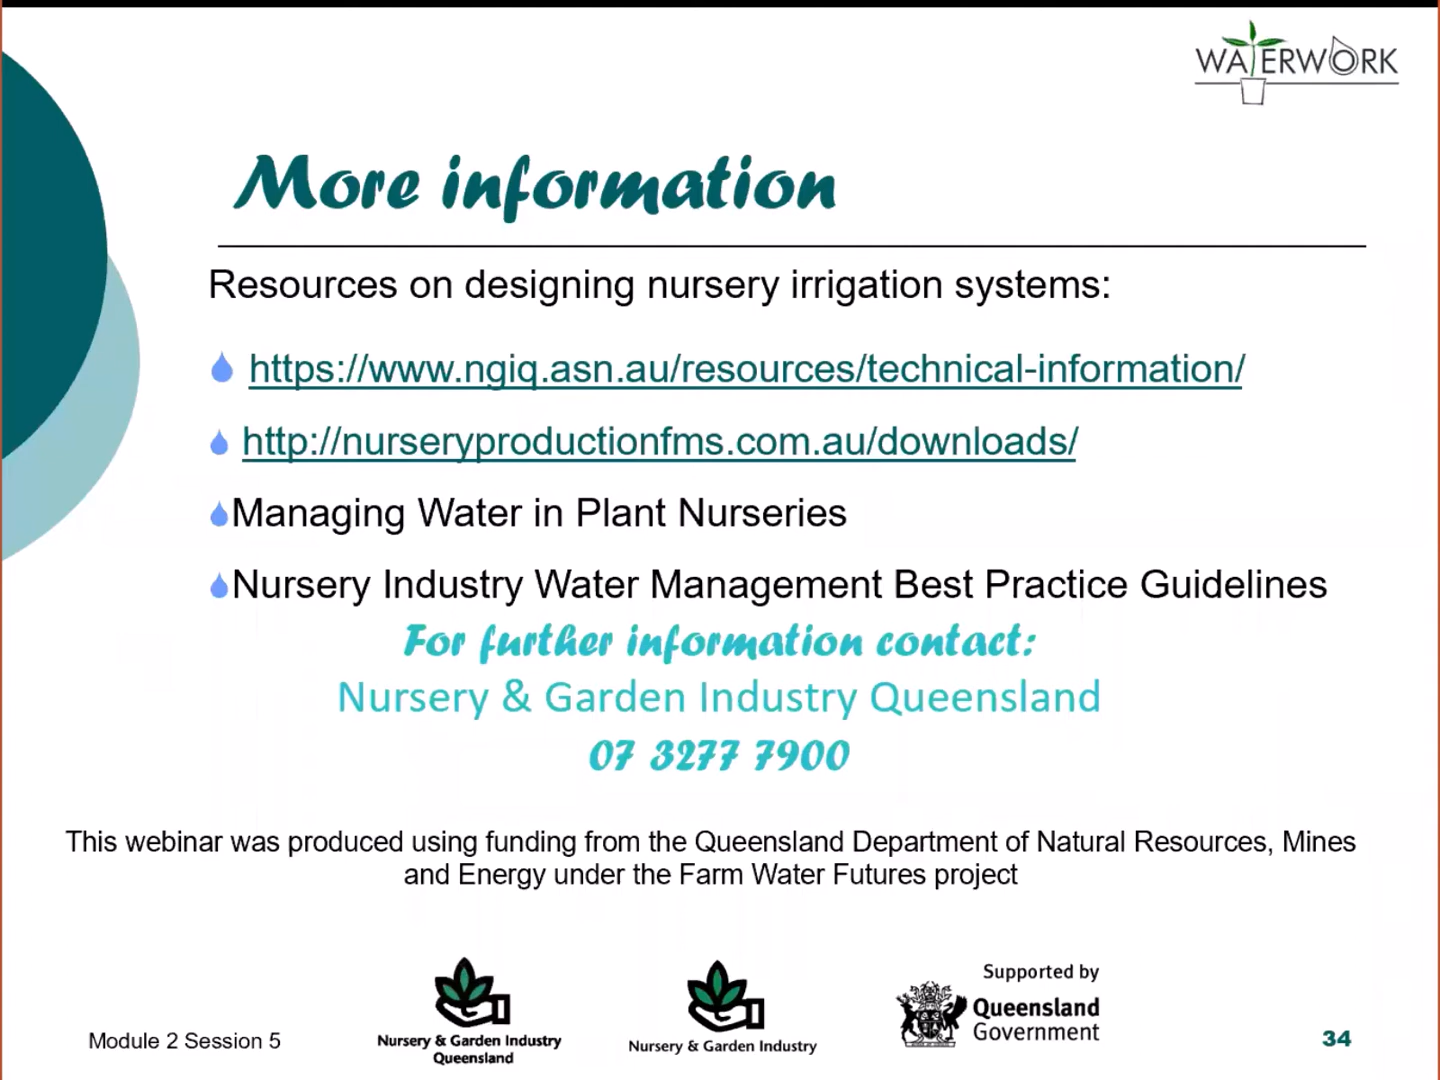 WATERWORK
More information
Resources on designing nursery irrigation systems:
https://www.ngiq.asn.au/resources/technical-information/
http://nurseryproductionfms.com.au/downloads/
Managing Water in Plant Nurseries
Nursery Industry Water Management Best Practice Guidelines
For further information contact:
Nursery & Garden Industry Queensland
07 3277 7900
This webinar was produced using funding from the Queensland Department of Natural Resources, Mines
and Energy under the Farm Water Futures project
Module 2 Session 5
Nursery & Garden Industry
Queensland
Nursery & Garden Industry
Supported by
Queensland
Government
34